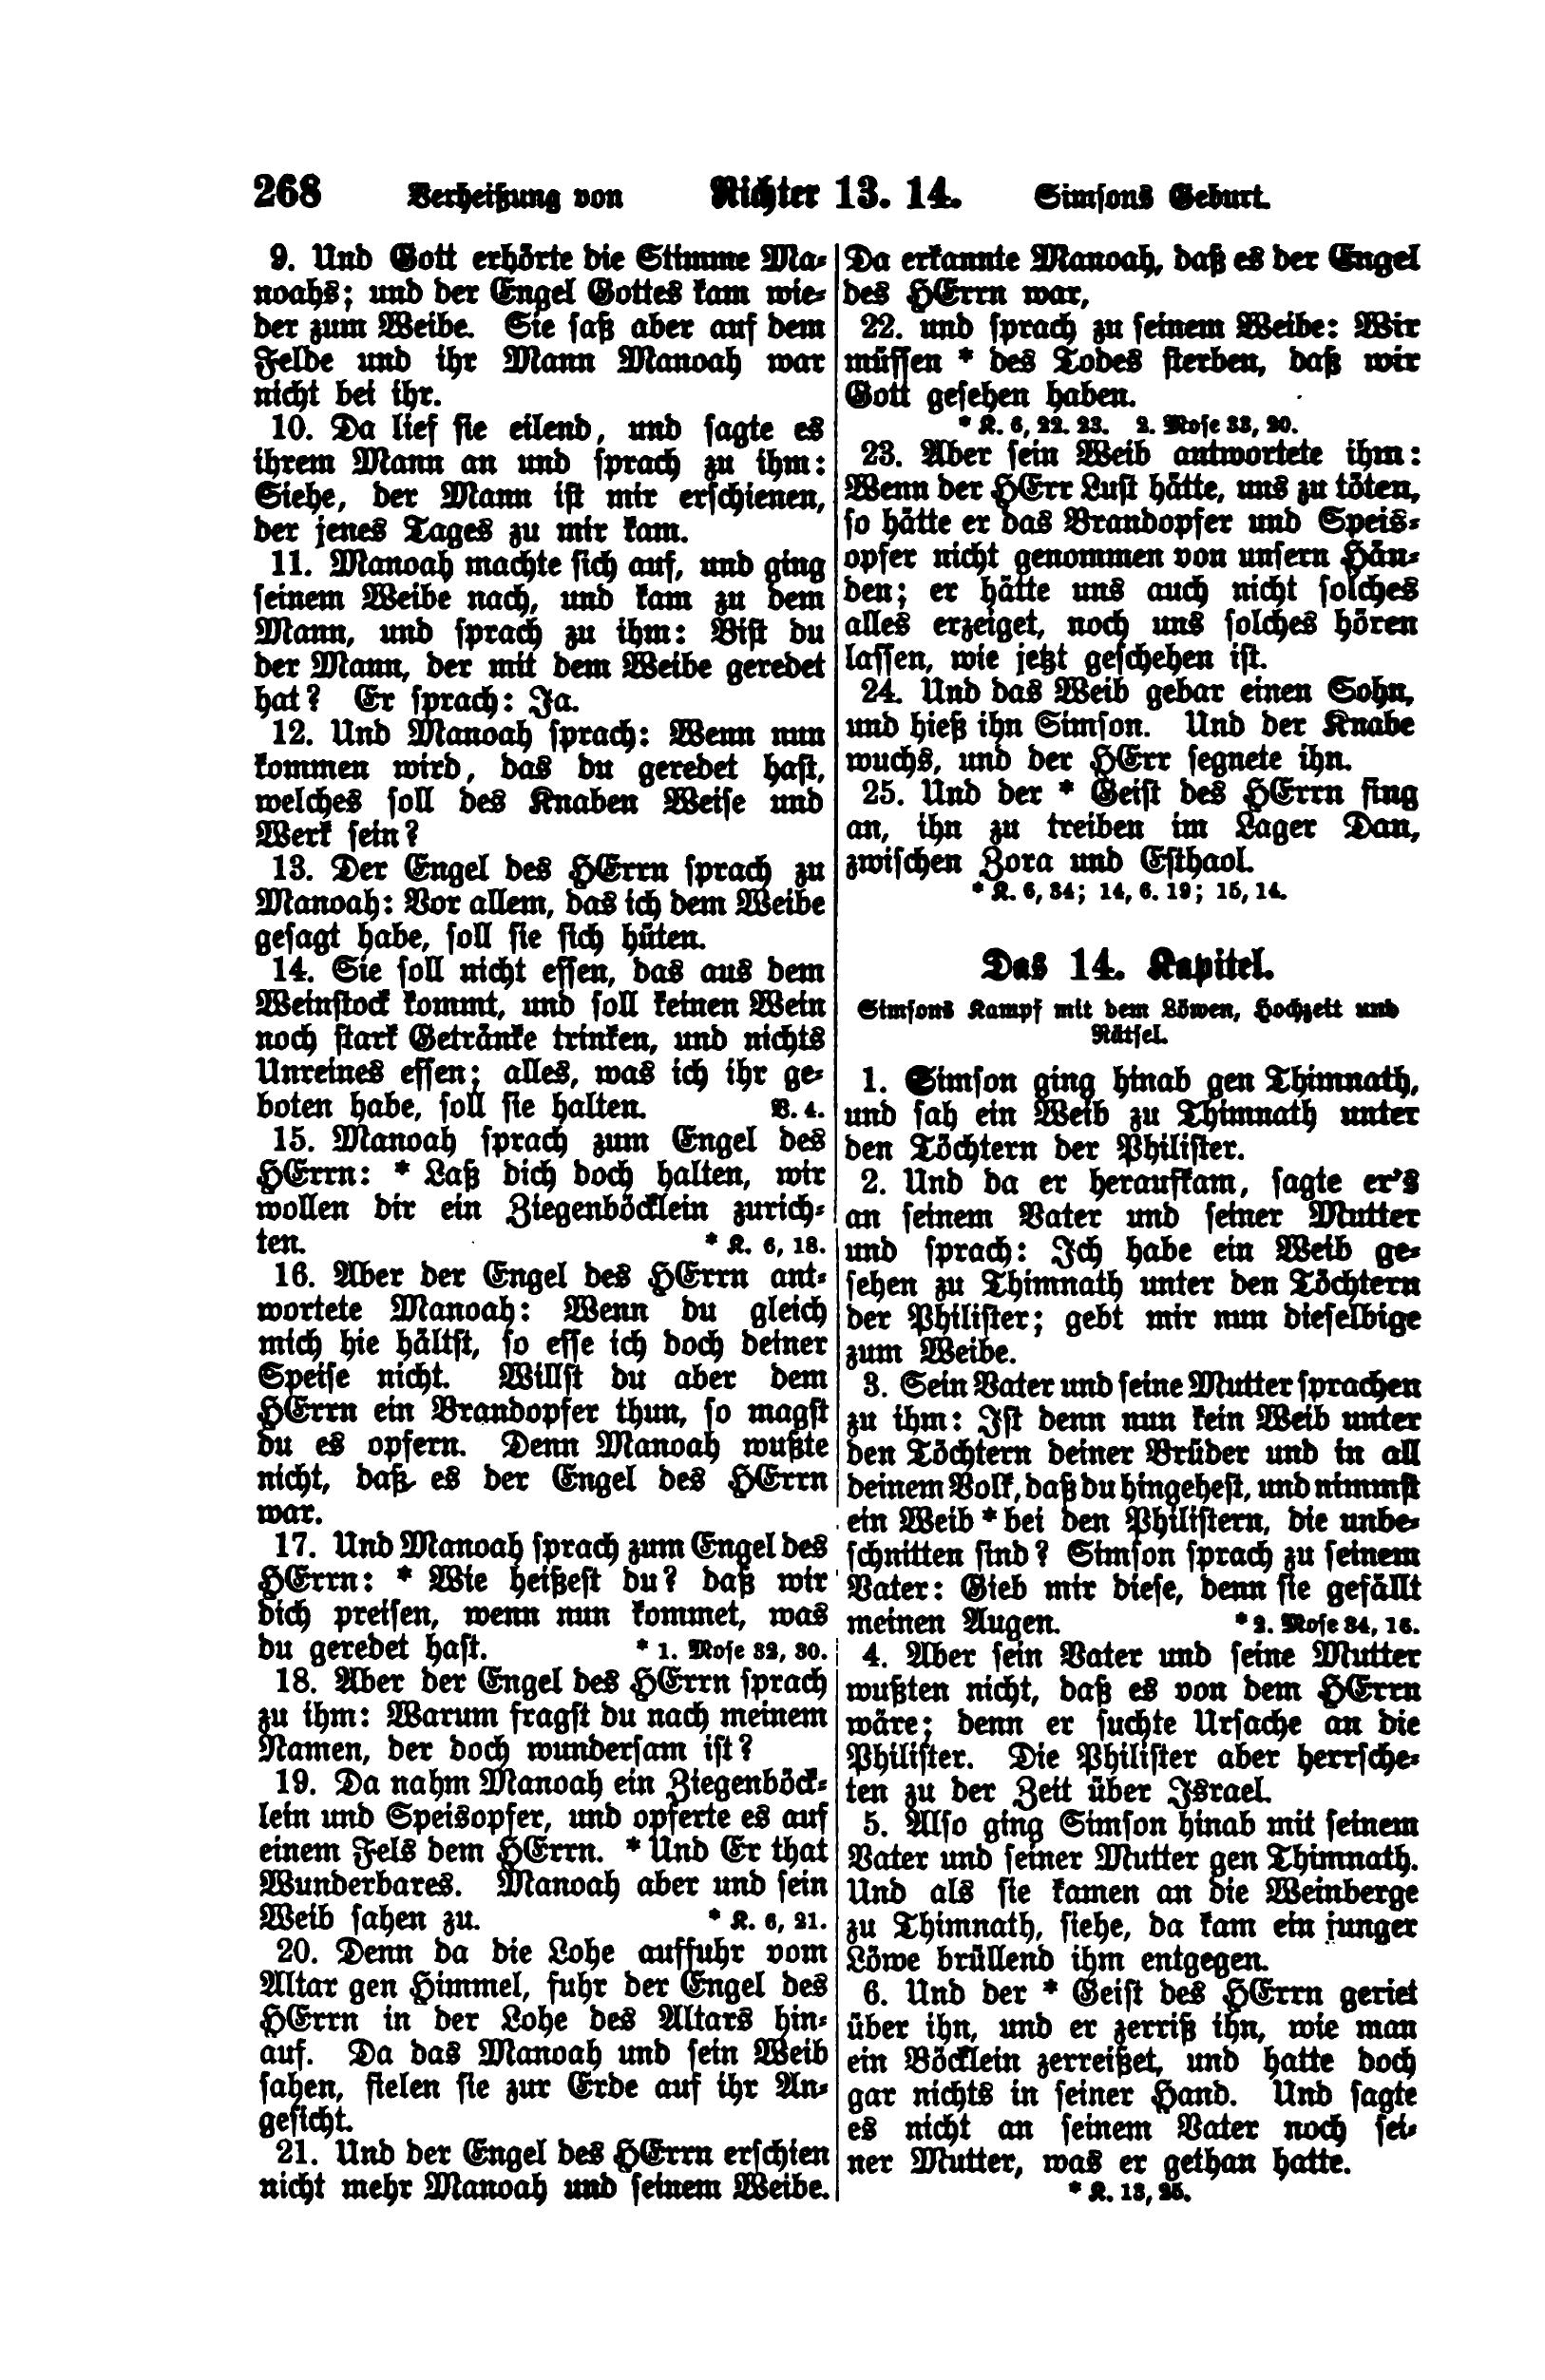 268 Verheißung von Richter 13. 14. Simsons Geburt.
9. Und Gott erhörte die Stimme Ma-
noahs; und der Engel Gottes kam wie-
der zum Weibe. Sie saß aber auf dem
Felde und ihr Mann Manoah war
nicht bei ihr.
10. Da lief sie eilend, und sagte es
ihrem Mann an und sprach zu ihm:
Siehe, der Mann ist mir erschienen,
der jenes Tages zu mir kam.
11. Manoah machte sich auf, und ging
seinem Weibe nach, und kam zu dem
Mann, und sprach zu ihm: Bist du
der Mann, der mit dem Weibe geredet
hat? Er sprach: Ja.
12. Und Manoah sprach: Wenn nun
kommen wird, das du geredet hast,
welches soll des Knaben Weise und
Werk sein?
13. Der Engel des HErrn sprach zu
Manoah: Vor allem, das ich dem Weibe
gesagt habe, soll sie sich hüten.
14. Sie soll nicht essen, das aus dem
Weinstock kommt, und soll keinen Wein
noch stark Getränke trinken, und nichts
Unreines essen; alles, was ich ihr ge-
boten habe, soll sie halten. V. 4.
15. Manoah sprach zum Engel des
HErrn: * Laß dich doch halten, wir
wollen dir ein Ziegenböcklein zurich-
ten. * K. 6, 18.
16. Aber der Engel des HErrn ant-
wortete Manoah: Wenn du gleich
mich hie hältst, so esse ich doch deiner
Speise nicht. Willst du aber dem
HErrn ein Brandopfer thun, so magst
du es opfern. Denn Manoah wußte
nicht, daß es der Engel des HErrn
war.
17. Und Manoah sprach zum Engel des
HErrn: * Wie heißest du? daß wir
dich preisen, wenn nun kommet, was
du geredet hast. * 1. Mose 32, 30.
18. Aber der Engel des HErrn sprach
zu ihm: Warum fragst du nach meinem
Namen, der doch wundersam ist?
19. Da nahm Manoah ein Ziegenböck-
lein und Speisopfer, und opferte es auf
einem Fels dem HErrn. * Und Er that
Wunderbares. Manoah aber und sein
Weib sahen zu. * K. 6, 21.
20. Denn da die Lohe auffuhr vom
Altar gen Himmel, fuhr der Engel des
HErrn in der Lohe des Altars hin-
auf. Da das Manoah und sein Weib
sahen, fielen sie zur Erde auf ihr An-
gesicht.
21. Und der Engel des HErrn erschien
nicht mehr Manoah und seinem Weibe.
Da erkannte Manoah, daß es der Engel
des HErrn war,
22. und sprach zu seinem Weibe: Wir
müssen * des Todes sterben, daß wir
Gott gesehen haben.
* K. 6, 22. 23. 2. Mose 33, 20.
23. Aber sein Weib antwortete ihm:
Wenn der HErr Lust hätte, uns zu töten,
so hätte er das Brandopfer und Speis-
opfer nicht genommen von unsern Hän-
den; er hätte uns auch nicht solches
alles erzeiget, noch uns solches hören
lassen, wie jetzt geschehen ist.
24. Und das Weib gebar einen Sohn,
und hieß ihn Simson. Und der Knabe
wuchs, und der HErr segnete ihn.
25. Und der * Geist des HErrn fing
an, ihn zu treiben im Lager Dan,
zwischen Zora und Esthaol.
* K. 6, 34; 14, 6. 19; 15, 14.
Das 14. Kapitel.
Simsons Kampf mit dem Löwen, Hochzeit und
Rätsel.
1. Simson ging hinab gen Thimnath,
und sah ein Weib zu Thimnath unter
den Töchtern der Philister.
2. Und da er heraufkam, sagte er's
an seinem Vater und seiner Mutter
und sprach: Ich habe ein Weib ge-
sehen zu Thimnath unter den Töchtern
der Philister; gebt mir nun dieselbige
zum Weibe.
3. Sein Vater und seine Mutter sprachen
zu ihm: Ist denn nun kein Weib unter
den Töchtern deiner Brüder und in all
deinem Volk, daß du hingehest, und nimmst
ein Weib * bei den Philistern, die unbe-
schnitten sind? Simson sprach zu seinem
Vater: Gieb mir diese, denn sie gefällt
meinen Augen. * 2. Mose 34, 16.
4. Aber sein Vater und seine Mutter
wußten nicht, daß es von dem HErrn
wäre; denn er suchte Ursache an die
Philister. Die Philister aber herrsche-
ten zu der Zeit über Israel.
5. Also ging Simson hinab mit seinem
Vater und seiner Mutter gen Thimnath.
Und als sie kamen an die Weinberge
zu Thimnath, siehe, da kam ein junger
Löwe brüllend ihm entgegen.
6. Und der * Geist des HErrn geriet
über ihn, und er zerriß ihn, wie man
ein Böcklein zerreißet, und hatte doch
gar nichts in seiner Hand. Und sagte
es nicht an seinem Vater noch sei-
ner Mutter, was er gethan hatte.
* K. 13, 25.